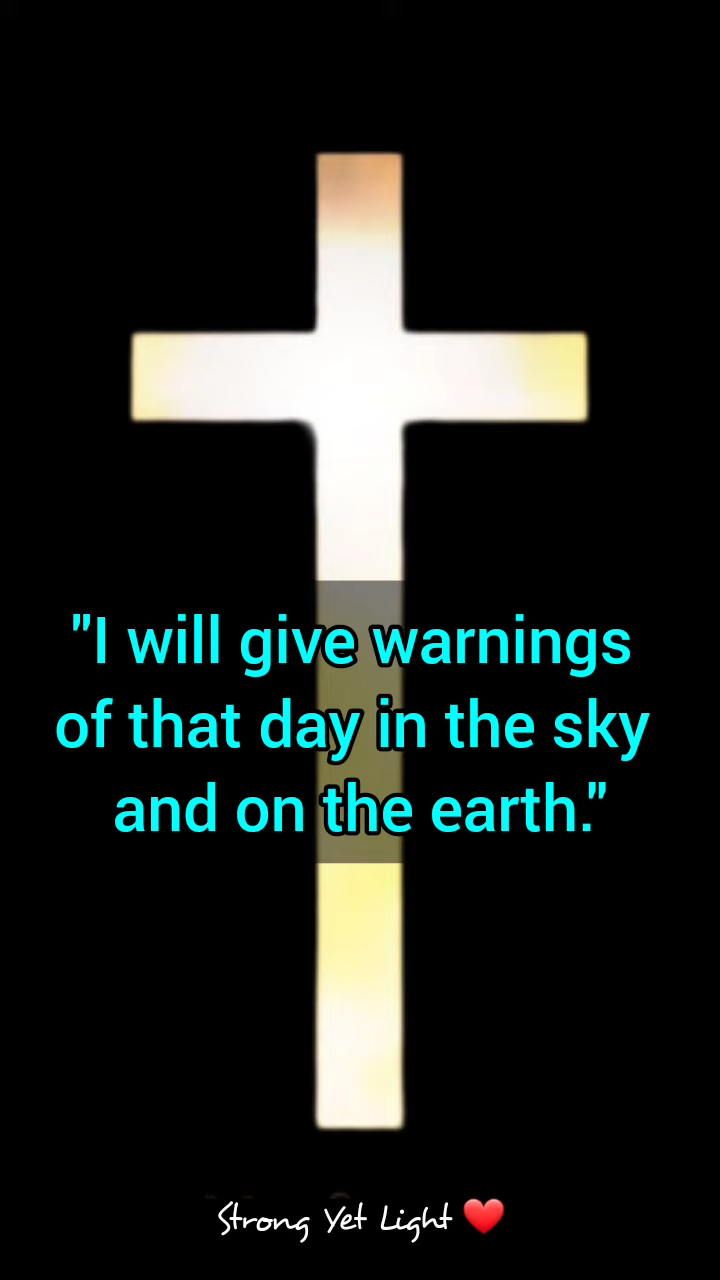 "I will give warnings
of that day in the sky
and on the earth."
Strong Yet Light ❤️